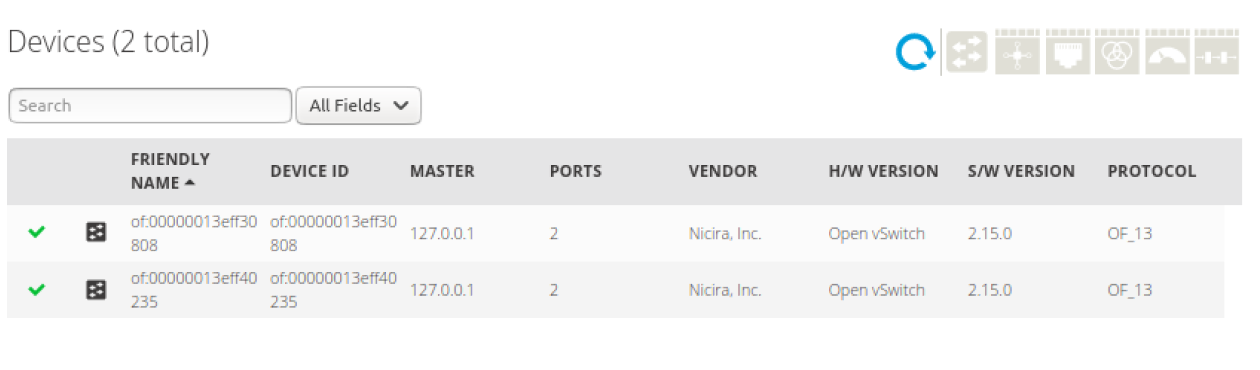 Devices (2 total)
Search
All Fields
FRIENDLY NAME DEVICE ID MASTER PORTS VENDOR H/W VERSION S/W VERSION PROTOCOL
of:00000013eff30808 of:00000013eff30808 127.0.0.1 2 Nicira, Inc. Open vSwitch 2.15.0 OF_13
of:00000013eff40235 of:00000013eff40235 127.0.0.1 2 Nicira, Inc. Open vSwitch 2.15.0 OF_13